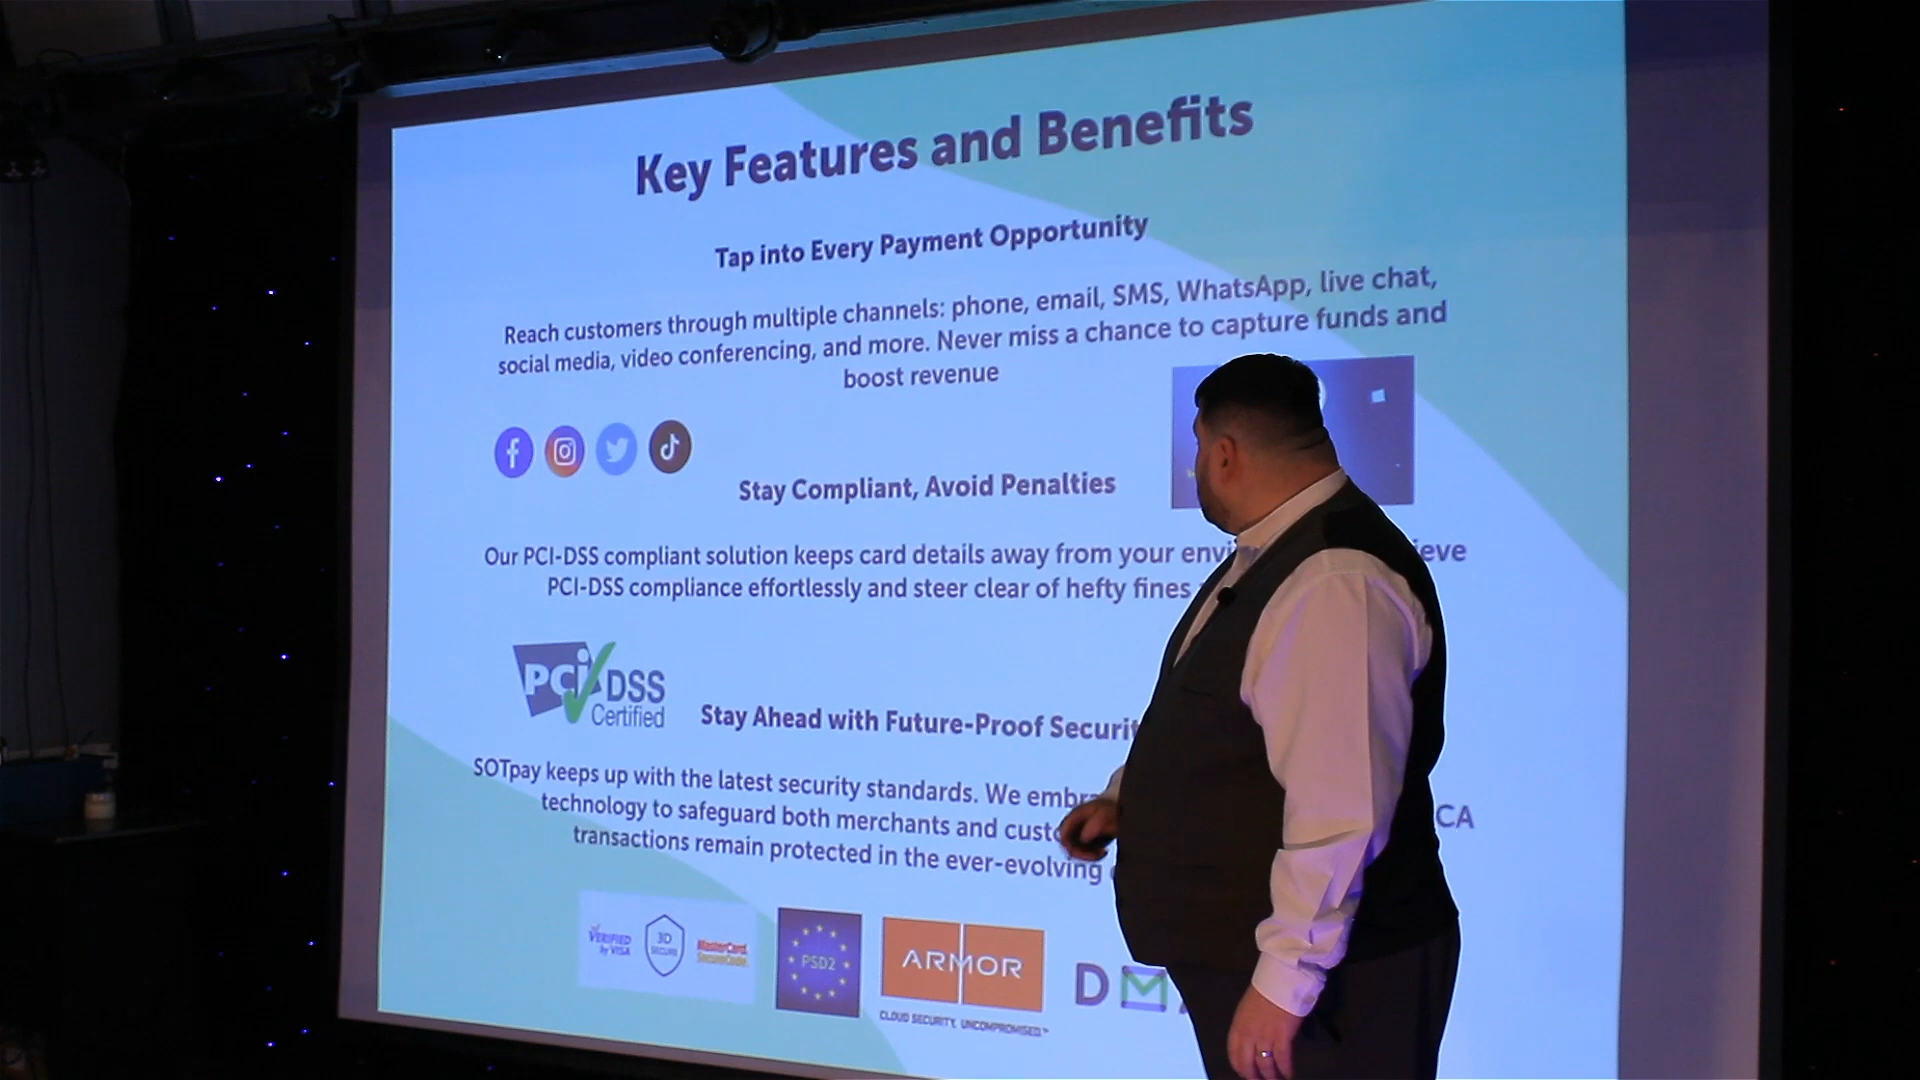 Key Features and Benefits
Tap into Every Payment Opportunity
Reach customers through multiple channels: phone, email, SMS, WhatsApp, live chat,
social media, video conferencing, and more. Never miss a chance to capture funds and
boost revenue
Stay Compliant, Avoid Penalties
Our PCI-DSS compliant solution keeps card details away from your
PCI-DSS compliance effortlessly and steer clear of hefty fines
PCi DSS
Certified
Stay Ahead with Future-Proof
SOTpay keeps up with the latest security standards. We
technology to safeguard both merchants and
transactions remain protected in the ever-evolving
VERIFIED
by VISA
3D
SECURE
MasterCard.
SecureCode.
PSD2
ARMOR
CLOUD SECURITY. UNCOMPROMISED.™